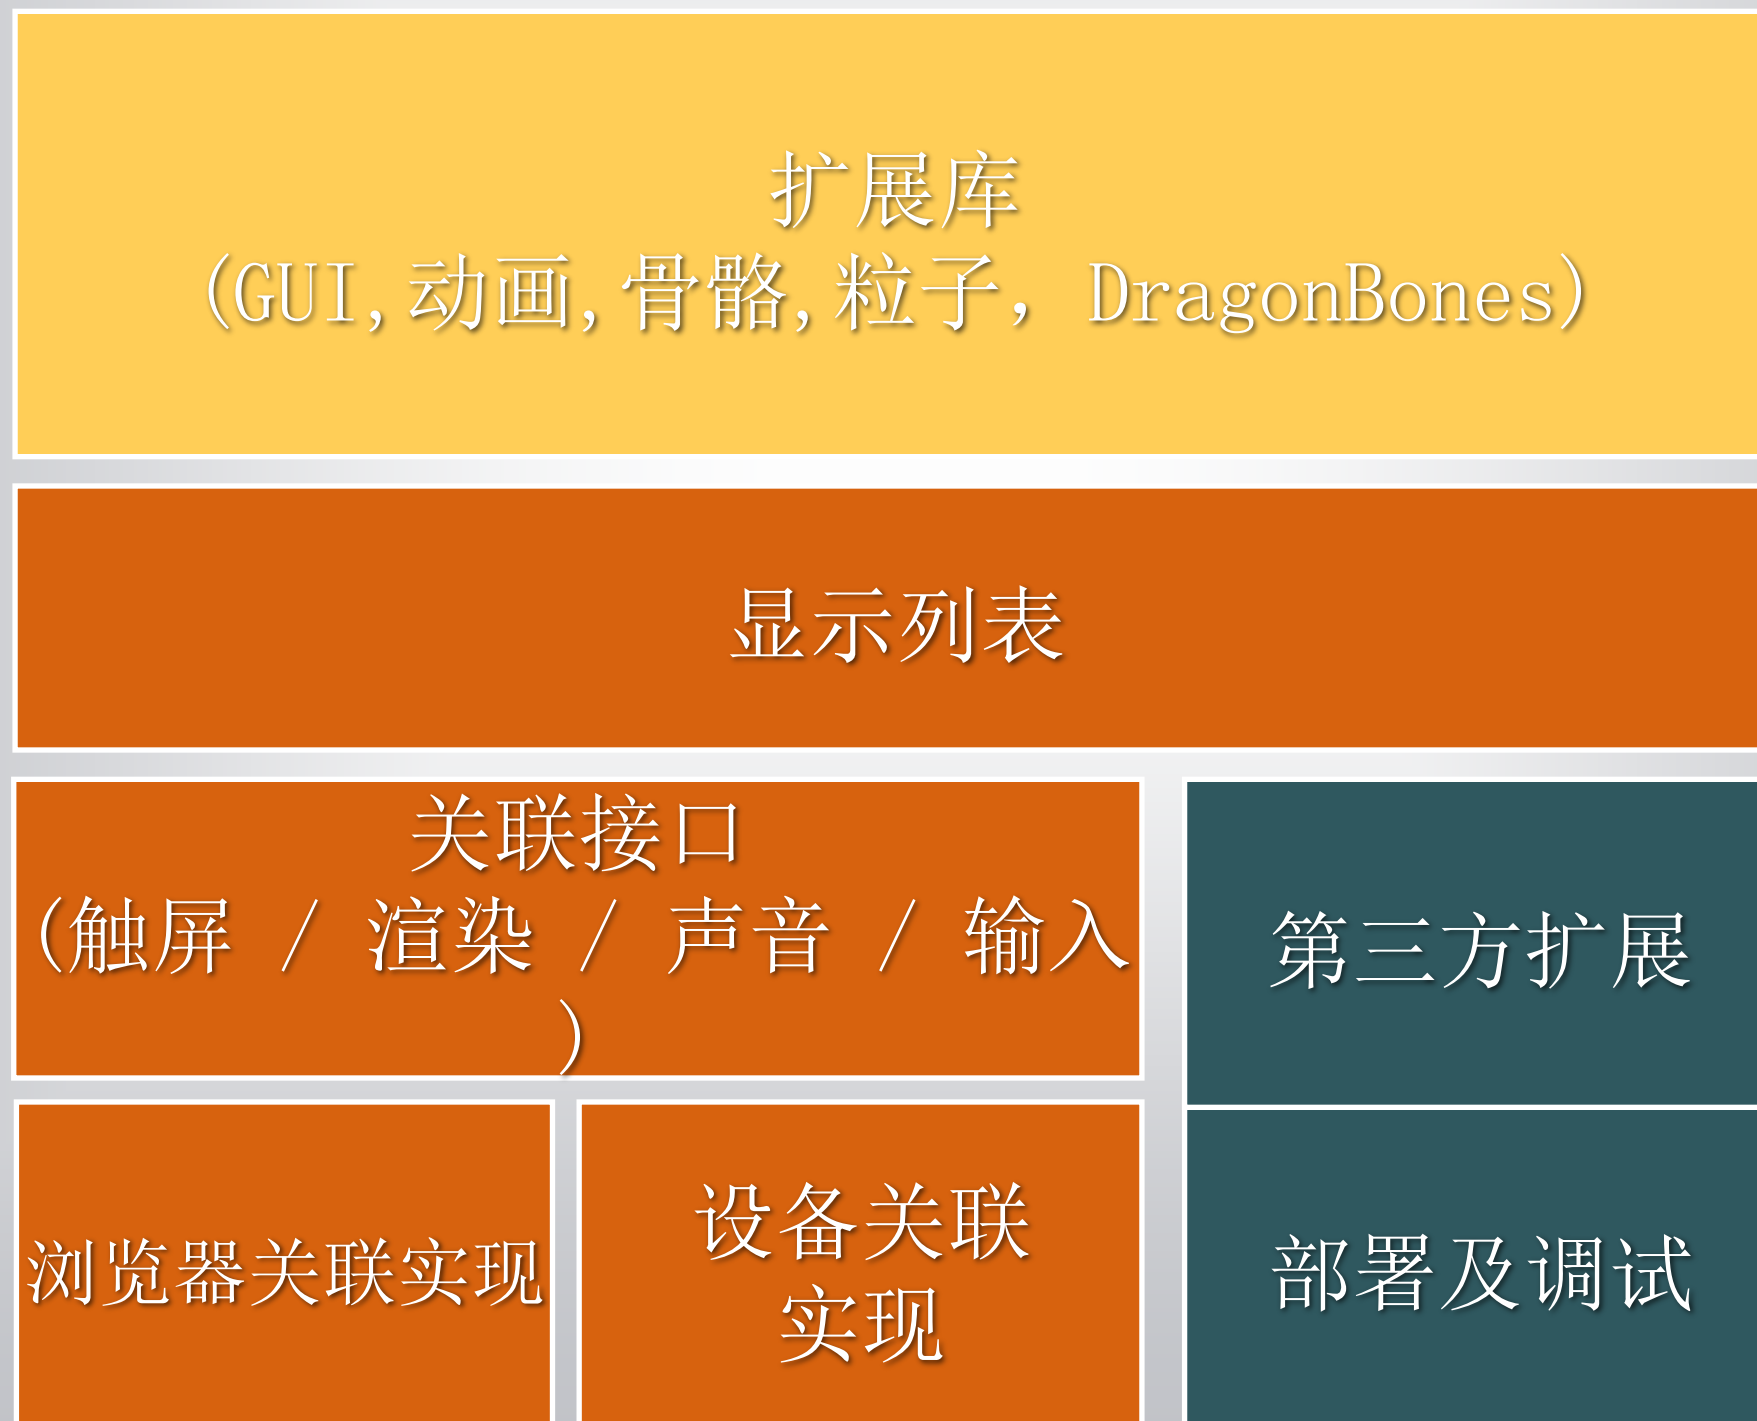 扩展库
(GUI,动画,骨骼,粒子, DragonBones)
显示列表
关联接口
(触屏 / 渲染 / 声音 / 输入
)
第三方扩展
浏览器关联实现
设备关联
实现
部署及调试